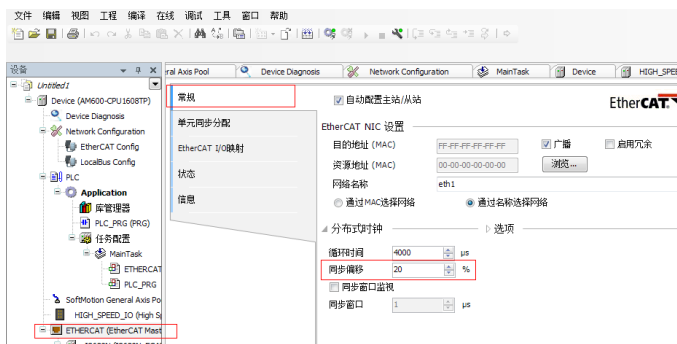 文件 编辑 视图 工程 编译 在线 调试 工具 窗口 帮助
设备
ral Axis Pool
Device Diagnosis
Network Configuration
MainTask
Device
HIGH_SPE
Untitled1
Device (AM600-CPU1608TP)
Device Diagnosis
Network Configuration
EtherCAT Config
LocalBus Config
PLC
Application
库管理器
PLC_PRG (PRG)
任务配置
MainTask
ETHERCAT
PLC_PRG
SoftMotion General Axis Po
HIGH_SPEED_IO (High Sp
ETHERCAT (EtherCAT Mast
常规
单元同步分配
EtherCAT I/O映射
状态
信息
自动配置主站/从站
EtherCAT.
EtherCAT NIC 设置
目的地址 (MAC) FF-FF-FF-FF-FF-FF 广播 启用冗余
资源地址 (MAC) 00-00-00-00-00-00 浏览...
网络名称 eth1
通过MAC选择网络 通过名称选择网络
分布式时钟 选项
循环时间 4000 µs
同步偏移 20 %
同步窗口监视
同步窗口 1 µs